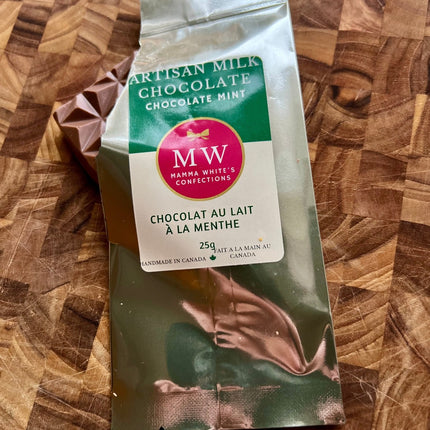 ARTISAN MILK
CHOCOLATE
CHOCOLATE MINT
MW
MAMMA WHITE'S
CONFECTIONS
CHOCOLAT AU LAIT
À LA MENTHE
25g
HANDMADE IN CANADA
FAIT A LA MAIN AU
CANADA